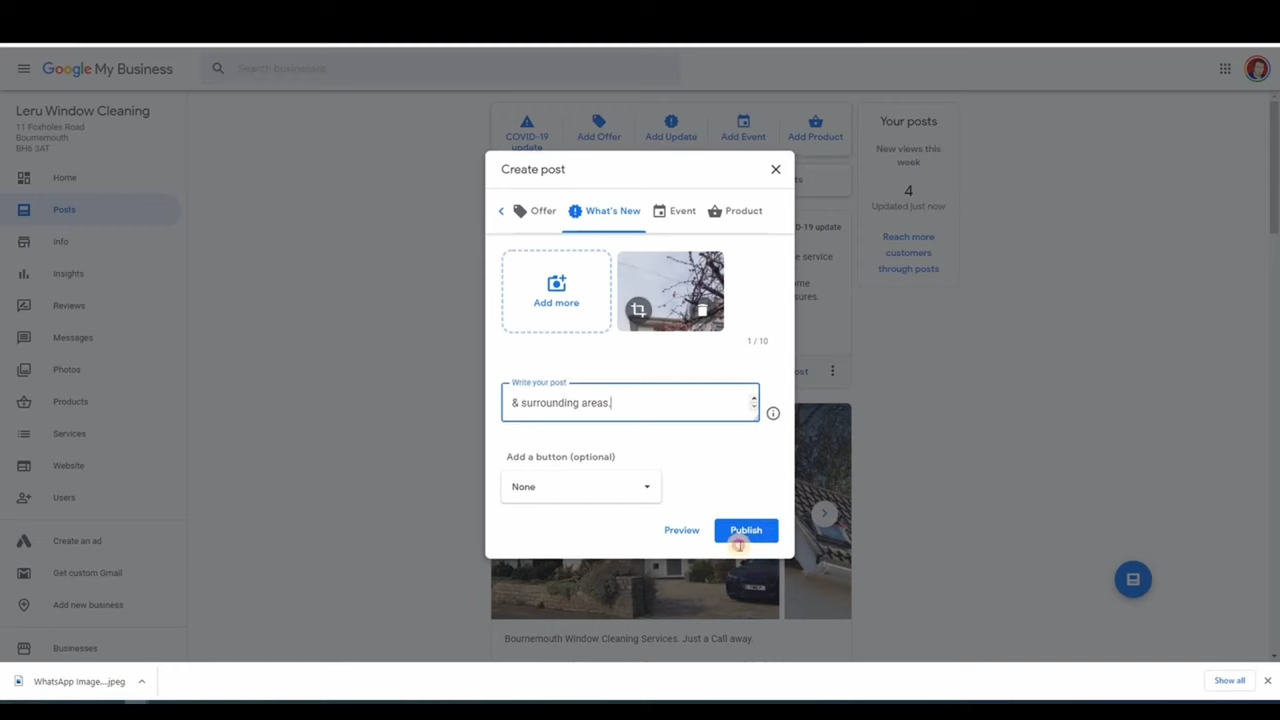 Google My Business
Search businesses
Leru Window Cleaning
11 Foxholes Road
Bournemouth
BH6 SAT
Home
Posts
Info
Insights
Reviews
Messages
Photos
Products
Services
Website
Users
Create an ad
Get custom Gmail
Add new business
Businesses
COVID-19
update
Add Offer
Add Update
Add Event
Add Product
Your posts
New views this
week
4
Updated just now
Reach more
customers
through posts
ts
D-19 update
e service
ome
sures.
ost
Create post
Offer
What's New
Event
Product
Add more
1 / 10
Write your post
& surrounding areas.
Add a button (optional)
None
Preview
Publish
Bournemouth Window Cleaning Services. Just a Call away.
WhatsApp Image....jpeg
Show all